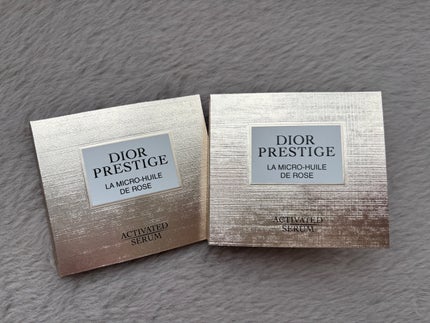 DIOR
PRESTIGE
LA MICRO-HUILE
DE ROSE
ACTIVATED
SERUM
DIOR
PRESTIGE
LA MICRO-HUILE
DE ROSE
ACTIVATED
SERUM